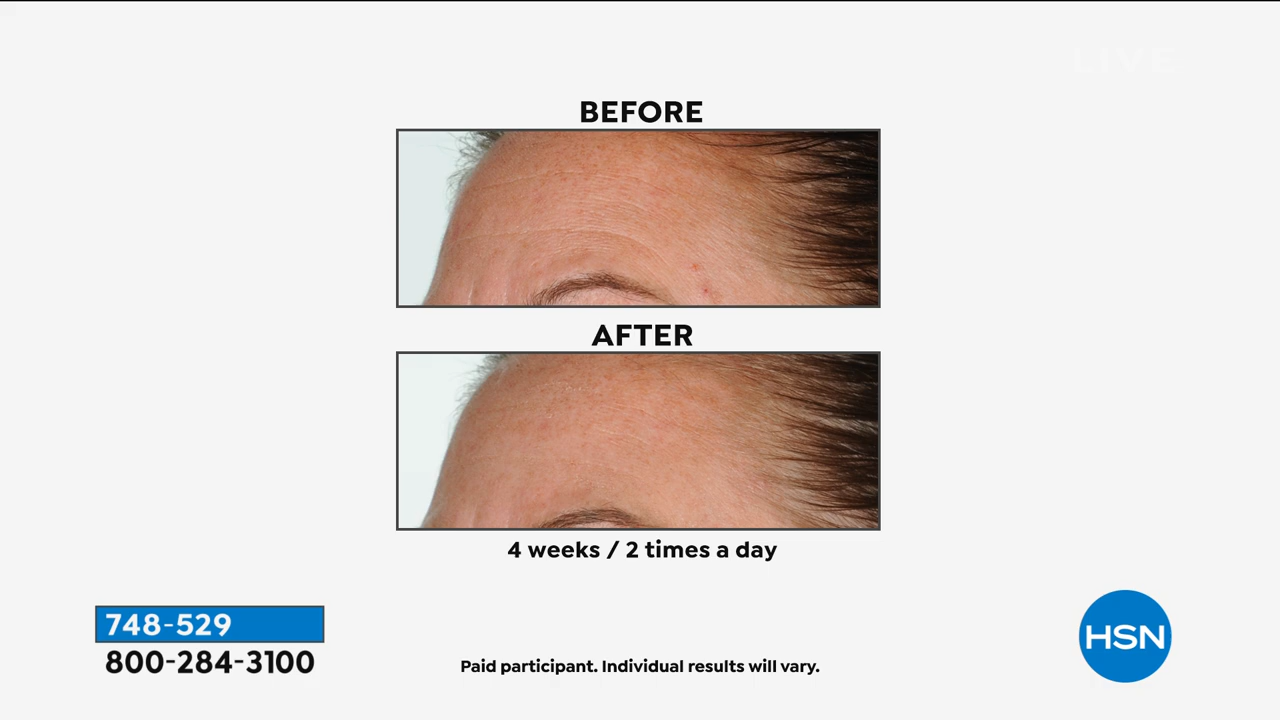 LIVE
BEFORE
AFTER
4 weeks / 2 times a day
748-529
800-284-3100
Paid participant. Individual results will vary.
HSN